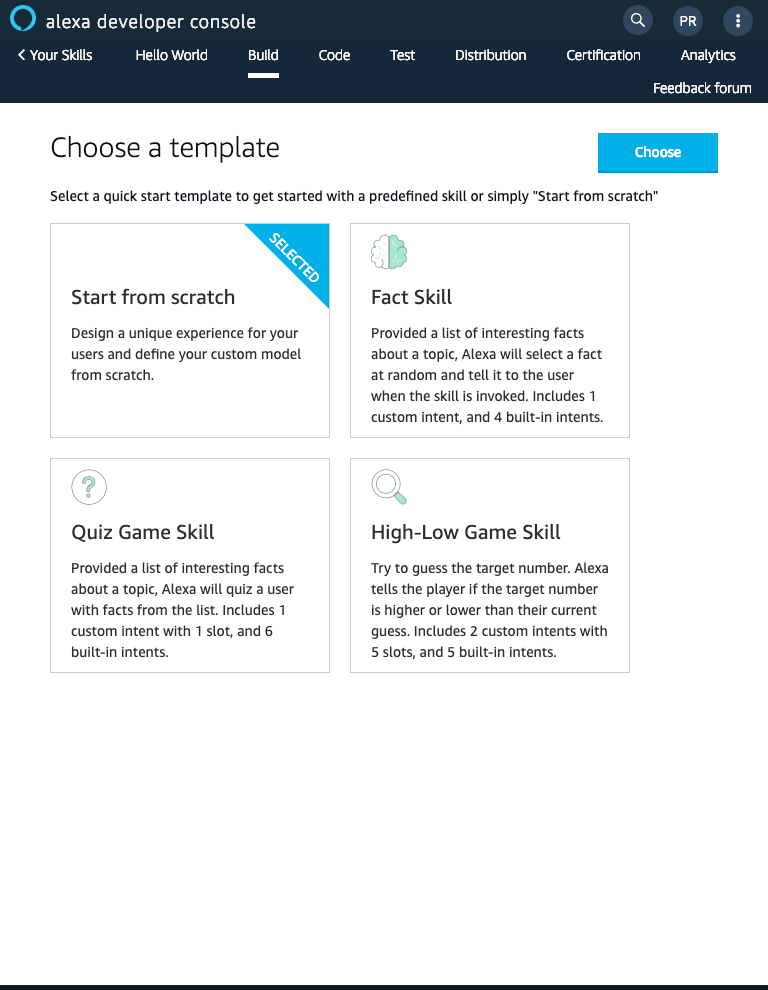 alexa developer console
PR
Your Skills
Hello World
Build
Code
Test
Distribution
Certification
Analytics
Feedback forum
Choose a template
Choose
Select a quick start template to get started with a predefined skill or simply "Start from scratch"
SELECTED
Start from scratch
Design a unique experience for your
users and define your custom model
from scratch.
Fact Skill
Provided a list of interesting facts
about a topic, Alexa will select a fact
at random and tell it to the user
when the skill is invoked. Includes 1
custom intent, and 4 built-in intents.
?
Quiz Game Skill
Provided a list of interesting facts
about a topic, Alexa will quiz a user
with facts from the list. Includes 1
custom intent with 1 slot, and 6
built-in intents.
High-Low Game Skill
Try to guess the target number. Alexa
tells the player if the target number
is higher or lower than their current
guess. Includes 2 custom intents with
5 slots, and 5 built-in intents.